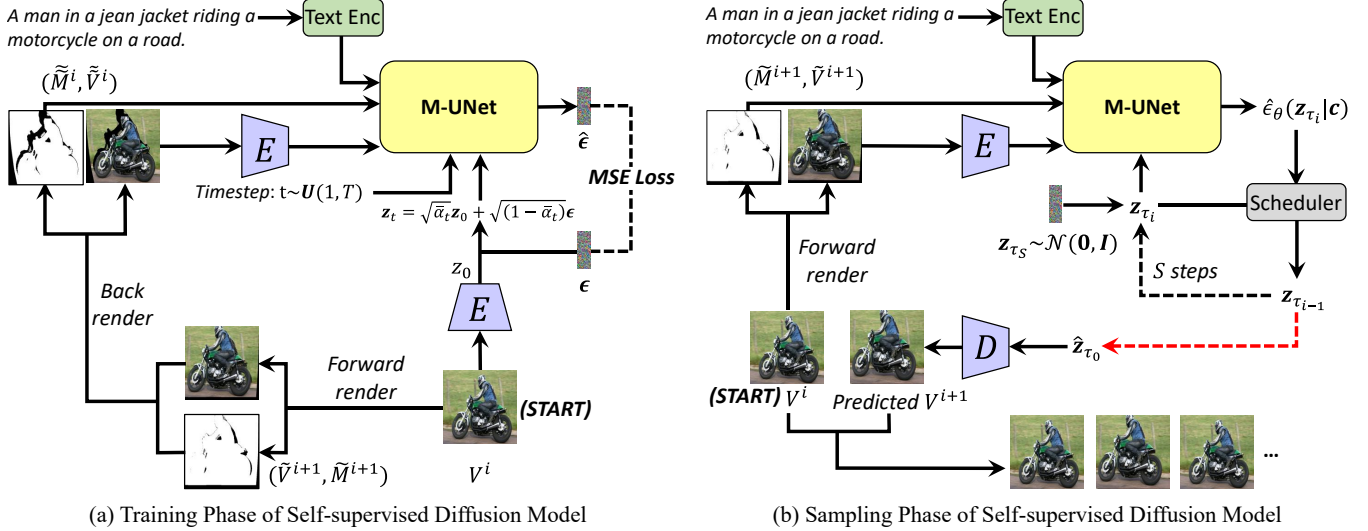 A man in a jean jacket riding a
motorcycle on a road.
Text Enc
(M̃̃ⁱ, Ṽ̃ⁱ)
M-UNet
ε̂
E
MSE Loss
Timestep: t~U(1, T)
z_t = √ᾱ_t z_0 + √(1 − ᾱ_t) ϵ
z_0
ϵ
Back
render
E
Forward
render
(START)
(Ṽ^{i+1}, M̃^{i+1})
V^i
(a) Training Phase of Self-supervised Diffusion Model
A man in a jean jacket riding a
motorcycle on a road.
Text Enc
(M̃^{i+1}, Ṽ^{i+1})
M-UNet
ϵ̂_θ(z_{τ_i}|c)
E
Scheduler
z_{τ_i}
z_{τ_S}~𝒩(0, I)
Forward
render
S steps
z_{τ_{i−1}}
D
ẑ_{τ_0}
(START) V^i
Predicted V^{i+1}
...
(b) Sampling Phase of Self-supervised Diffusion Model